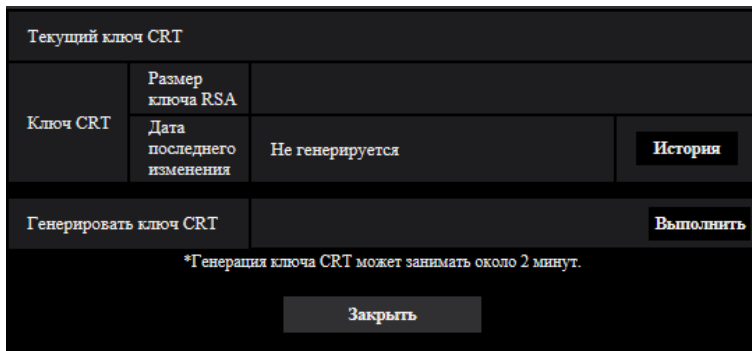 Текущий ключ CRT
Ключ CRT
Размер
ключа RSA
Дата
последнего
изменения
Не генерируется
История
Генерировать ключ CRT
Выполнить
*Генерация ключа CRT может занимать около 2 минут.
Закрыть